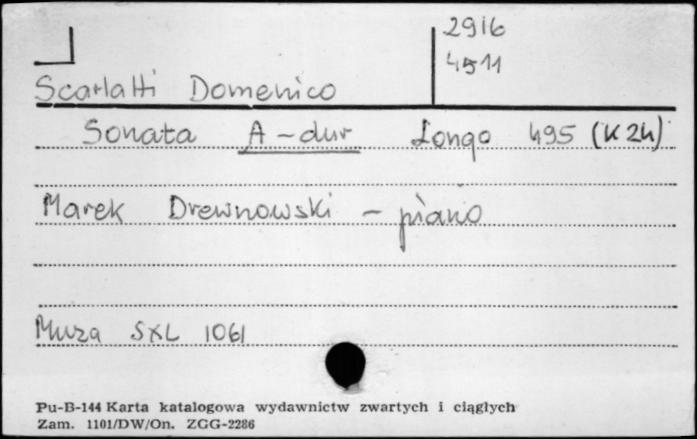 2916
4511
Scarlatti Domenico
Sonata A-dur Longo 495 (K 24)
Marek Drewnowski - piano
Muza SXL 1061
Pu-B-144 Karta katalogowa wydawnictw zwartych i ciągłych
Zam. 1101/DW/On. ZGG-2286